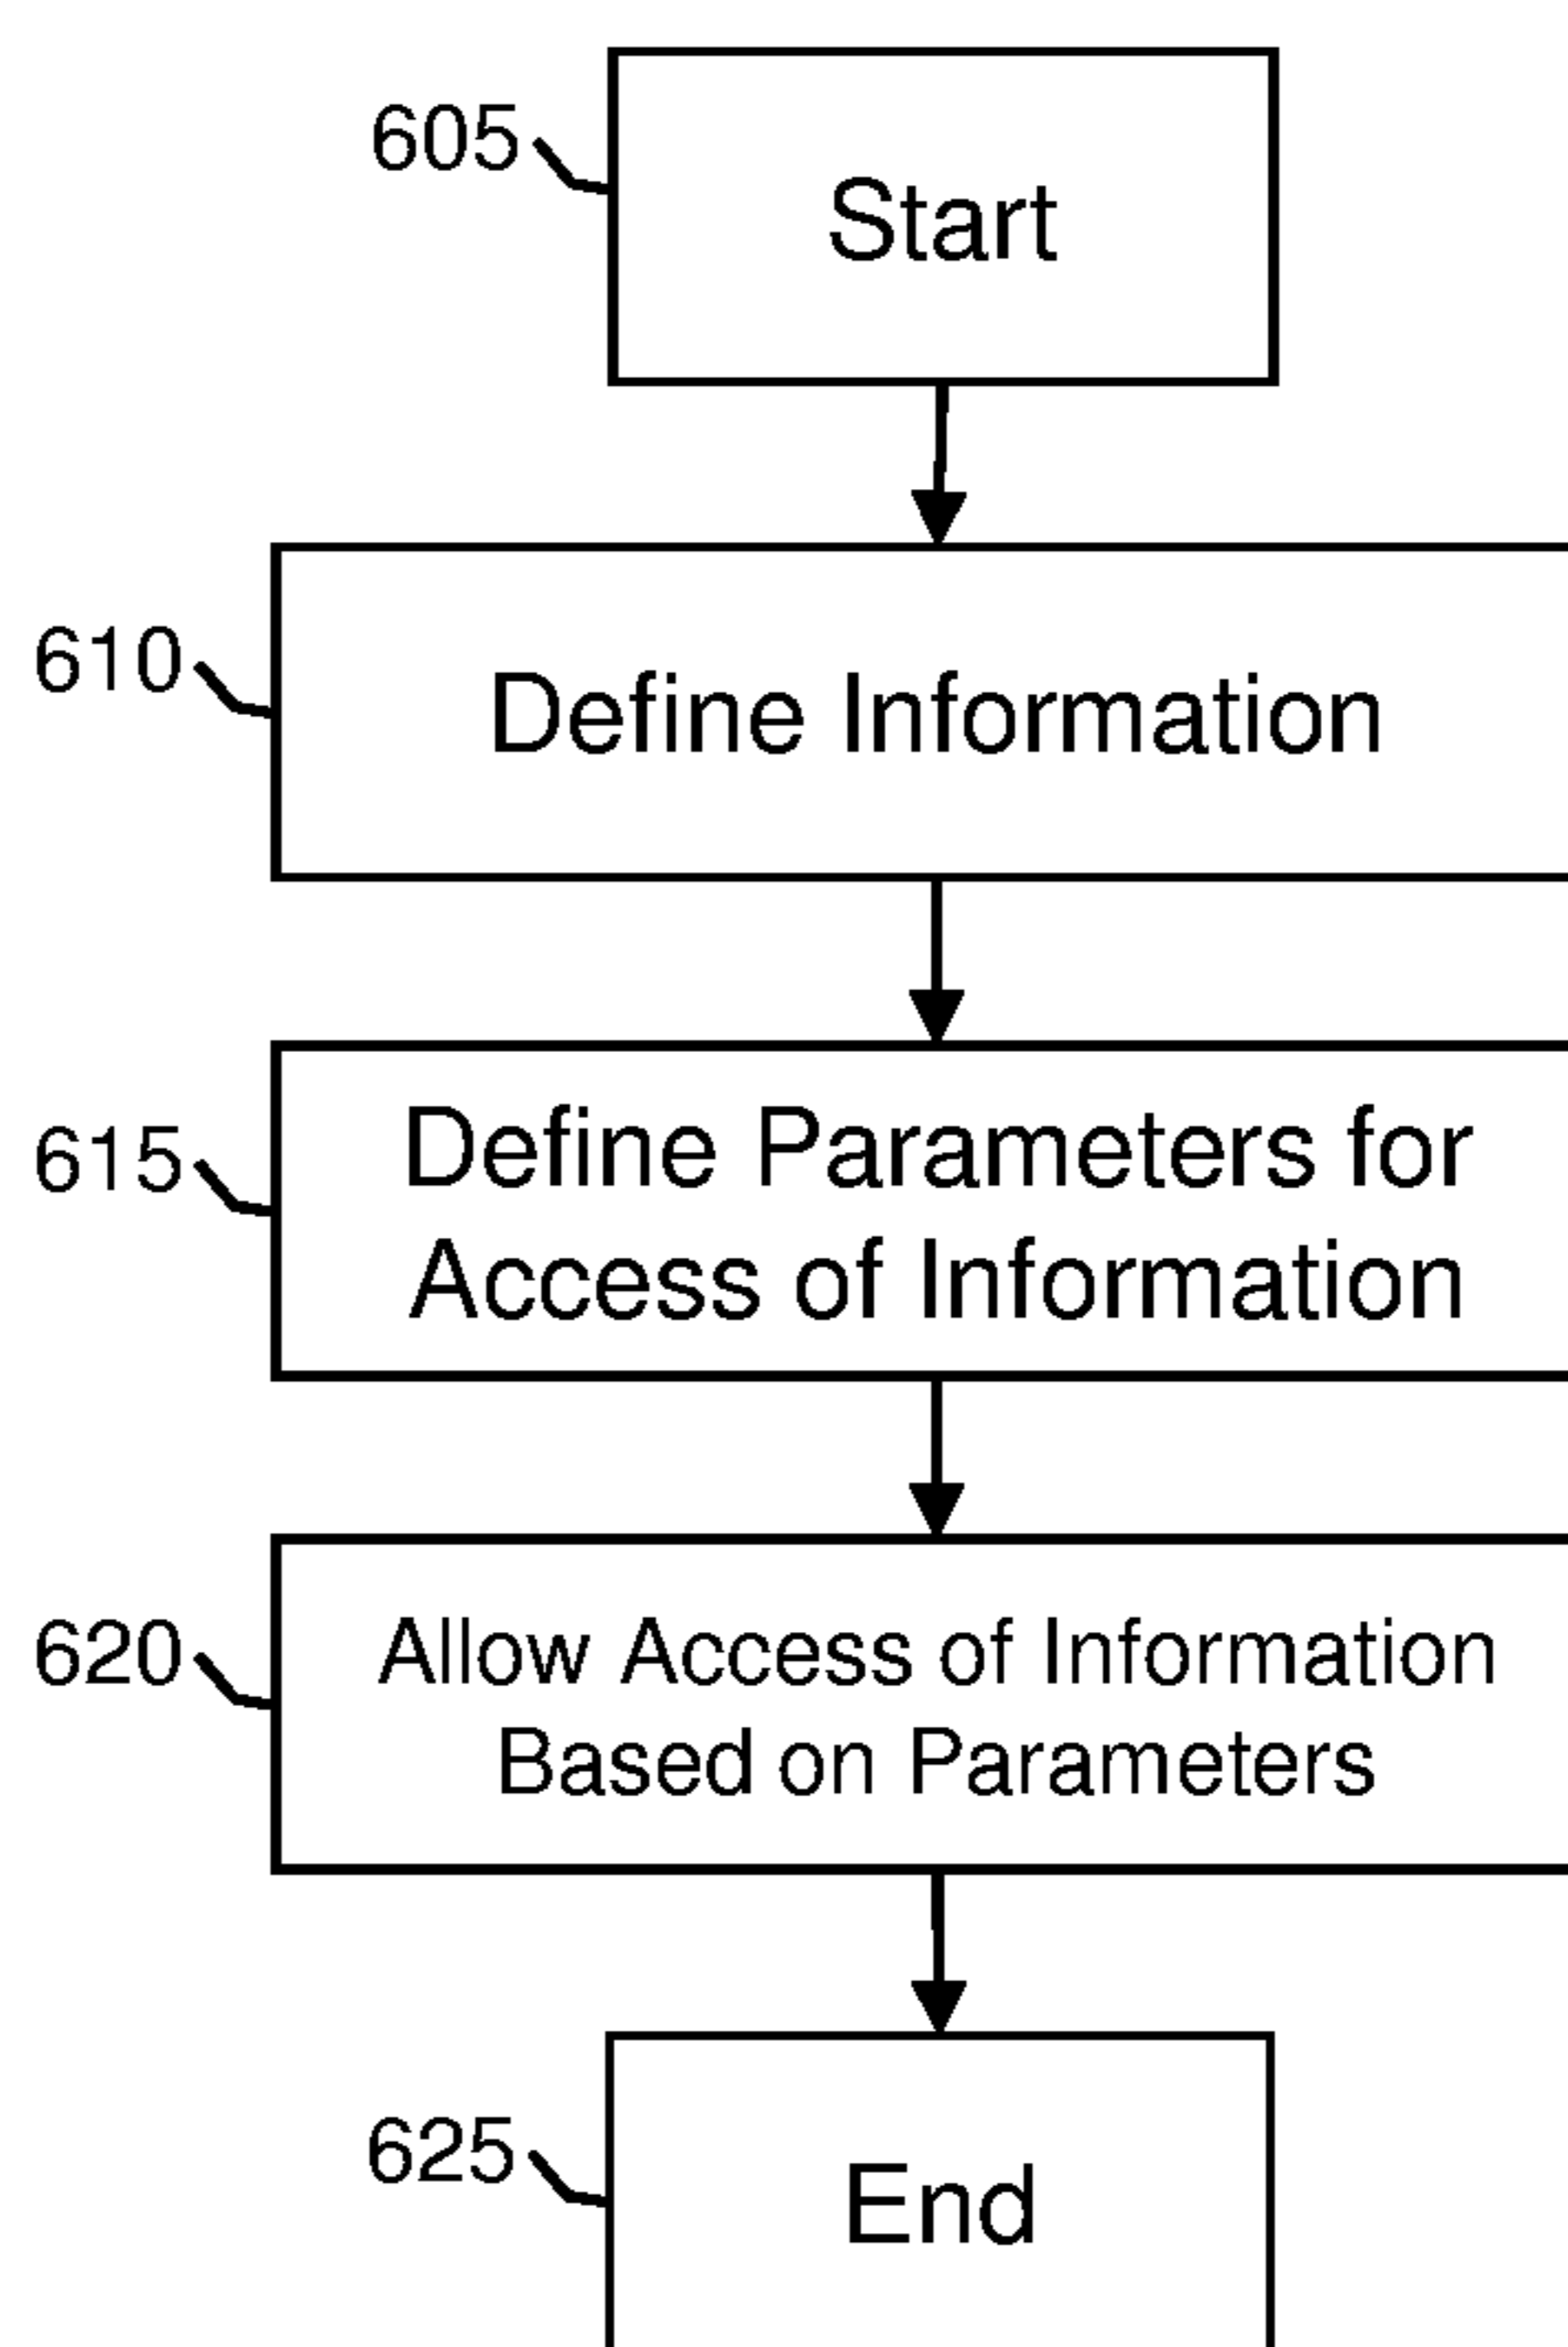 605
Start
610
Define Information
615
Define Parameters for
Access of Information
620
Allow Access of Information
Based on Parameters
625
End